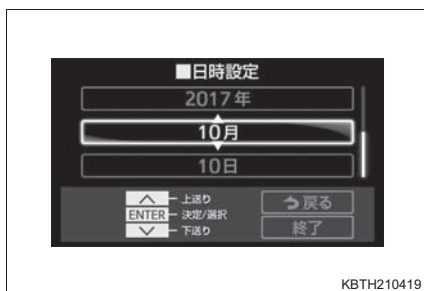 ■日時設定
2017年
10月
10日
上送り
ENTER 決定/選択
下送り
戻る
終了
KBTH210419